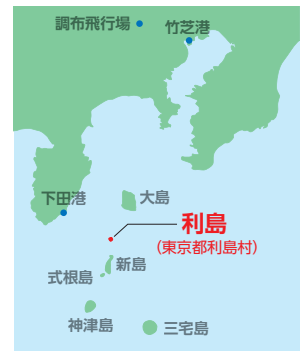 調布飛行場
竹芝港
下田港
大島
利島
（東京都利島村）
新島
式根島
神津島
三宅島